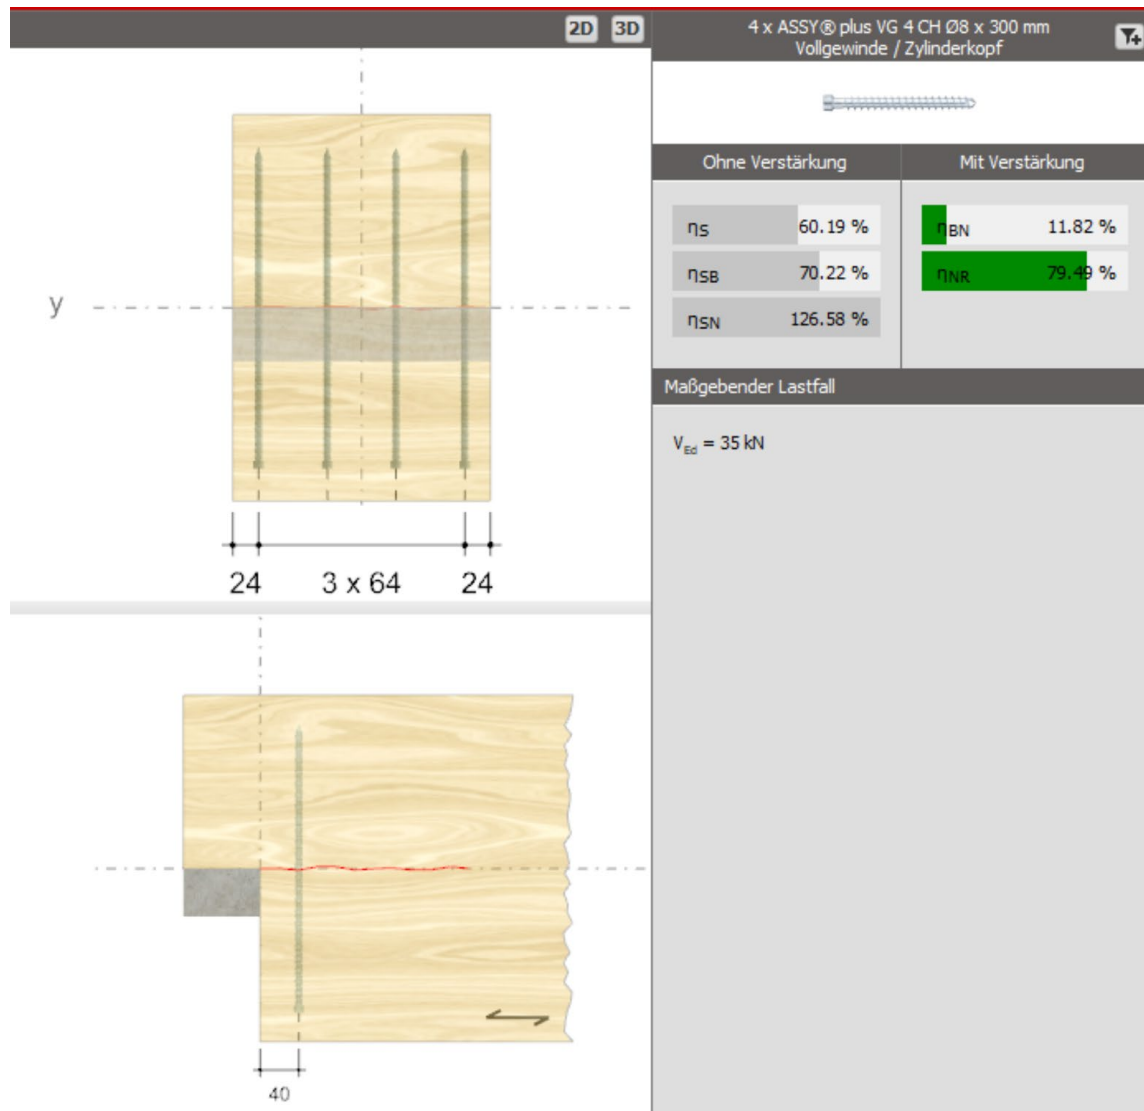 2D 3D
4 x ASSY® plus VG 4 CH Ø8 x 300 mm
Vollgewinde / Zylinderkopf
Ohne Verstärkung
Mit Verstärkung
ηS 60.19 %
ηSB 70.22 %
ηSN 126.58 %
ηBN 11.82 %
ηNR 79.49 %
Maßgebender Lastfall
VEd = 35 kN
y
24 3 x 64 24
40